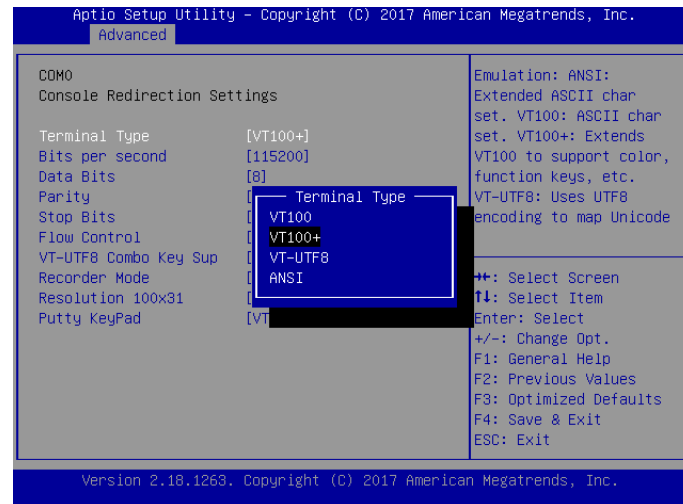 Aptio Setup Utility – Copyright (C) 2017 American Megatrends, Inc.
Advanced
COM0
Console Redirection Settings
Terminal Type [VT100+]
Bits per second [115200]
Data Bits [8]
Parity [
Stop Bits [
Flow Control [
VT-UTF8 Combo Key Sup [
Recorder Mode [
Resolution 100x31 [
Putty KeyPad [VT
Terminal Type
VT100
VT100+
VT-UTF8
ANSI
Emulation: ANSI:
Extended ASCII char
set. VT100: ASCII char
set. VT100+: Extends
VT100 to support color,
function keys, etc.
VT-UTF8: Uses UTF8
encoding to map Unicode
→←: Select Screen
↑↓: Select Item
Enter: Select
+/-: Change Opt.
F1: General Help
F2: Previous Values
F3: Optimized Defaults
F4: Save & Exit
ESC: Exit
Version 2.18.1263. Copyright (C) 2017 American Megatrends, Inc.